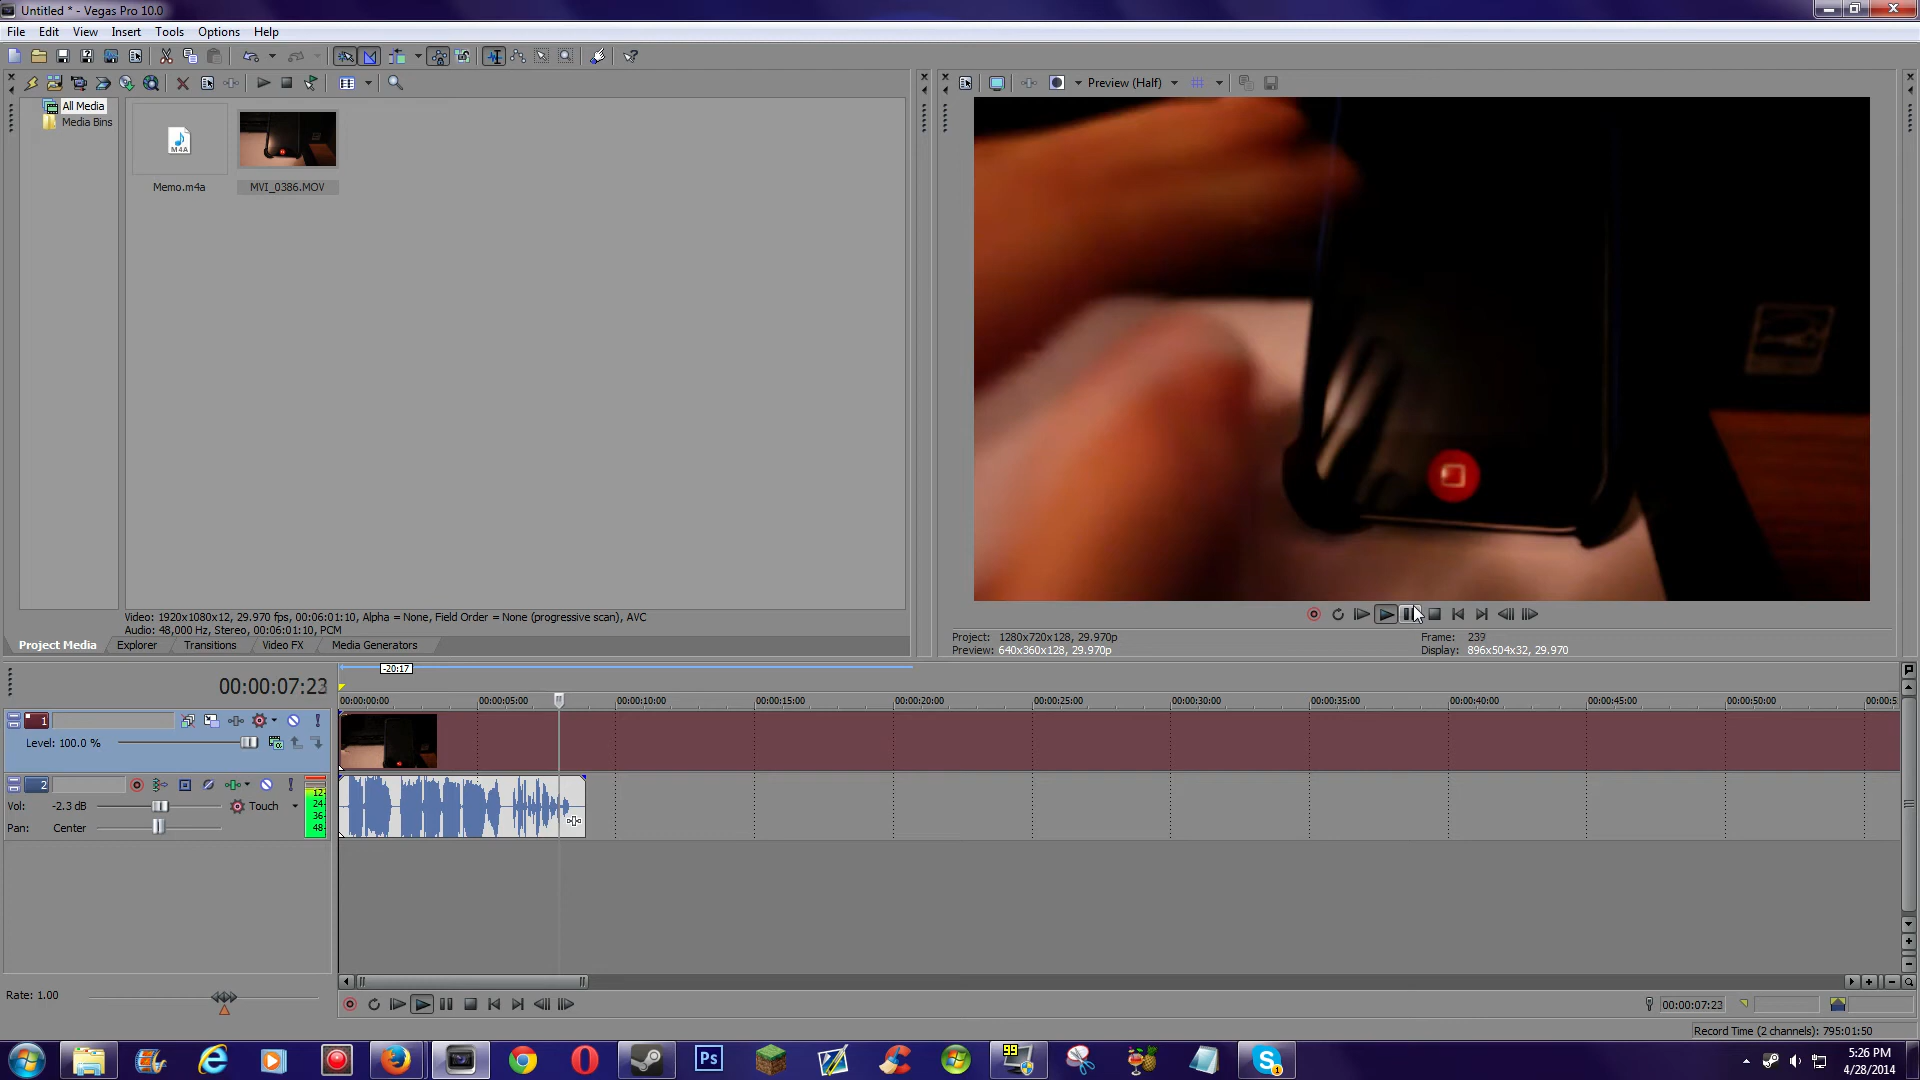 Untitled * - Vegas Pro 10.0
File Edit View Insert Tools Options Help
Preview (Half)
All Media
Media Bins
M4A
Memo.m4a
MVI_0386.MOV
Video: 1920x1080x12, 29.970 fps, 00:06:01:10, Alpha = None, Field Order = None (progressive scan), AVC
Audio: 48,000 Hz, Stereo, 00:06:01:10, PCM
Project Media Explorer Transitions Video FX Media Generators
Project: 1280x720x128, 29.970p
Preview: 640x360x128, 29.970p
Frame: 239
Display: 896x504x32, 29.970
-20:17
00:00:07:23
00:00:00:00 00:00:05:00 00:00:10:00 00:00:15:00 00:00:20:00 00:00:25:00 00:00:30:00 00:00:35:00 00:00:40:00 00:00:45:00 00:00:50:00
1
Level: 100.0 %
2
Vol: -2.3 dB
Touch
Pan: Center
12
24
36
48
Rate: 1.00
00:00:07:23
Record Time (2 channels): 795:01:50
Ps
99
1
5:26 PM
4/28/2014